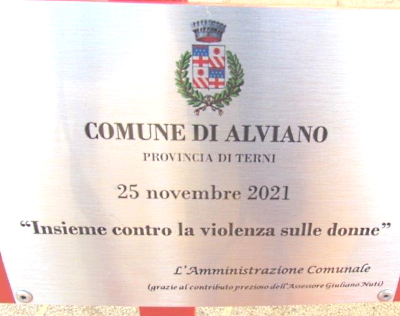 COMUNE DI ALVIANO
PROVINCIA DI TERNI
25 novembre 2021
“Insieme contro la violenza sulle donne”
L'Amministrazione Comunale
(grazie al contributo prezioso dell'Assessore Giuliano Nuti)